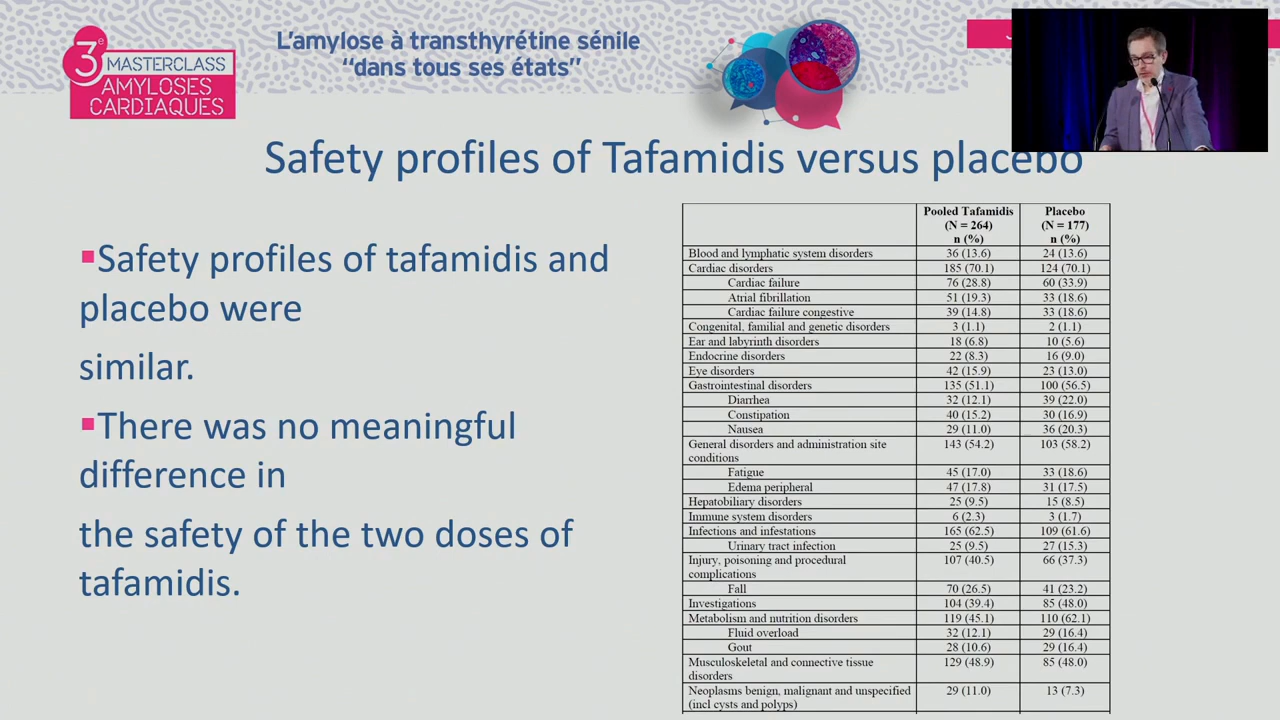 3e MASTERCLASS
AMYLOSES
CARDIAQUES
L'amylose à transthyrétine sénile
“dans tous ses états”
Safety profiles of Tafamidis versus placebo
▪Safety profiles of tafamidis and
placebo were
similar.
▪There was no meaningful
difference in
the safety of the two doses of
tafamidis.
Pooled Tafamidis (N = 264) n (%) Placebo (N = 177) n (%)
Blood and lymphatic system disorders 36 (13.6) 24 (13.6)
Cardiac disorders 185 (70.1) 124 (70.1)
Cardiac failure 76 (28.8) 60 (33.9)
Atrial fibrillation 51 (19.3) 33 (18.6)
Cardiac failure congestive 39 (14.8) 33 (18.6)
Congenital, familial and genetic disorders 3 (1.1) 2 (1.1)
Ear and labyrinth disorders 18 (6.8) 10 (5.6)
Endocrine disorders 22 (8.3) 16 (9.0)
Eye disorders 42 (15.9) 23 (13.0)
Gastrointestinal disorders 135 (51.1) 100 (56.5)
Diarrhea 32 (12.1) 39 (22.0)
Constipation 40 (15.2) 30 (16.9)
Nausea 29 (11.0) 36 (20.3)
General disorders and administration site 143 (54.2) 103 (58.2)
conditions
Fatigue 45 (17.0) 33 (18.6)
Edema peripheral 47 (17.8) 31 (17.5)
Hepatobiliary disorders 25 (9.5) 15 (8.5)
Immune system disorders 6 (2.3) 3 (1.7)
Infections and infestations 165 (62.5) 109 (61.6)
Urinary tract infection 25 (9.5) 27 (15.3)
Injury, poisoning and procedural 107 (40.5) 66 (37.3)
complications
Fall 70 (26.5) 41 (23.2)
Investigations 104 (39.4) 85 (48.0)
Metabolism and nutrition disorders 119 (45.1) 110 (62.1)
Fluid overload 32 (12.1) 29 (16.4)
Gout 28 (10.6) 29 (16.4)
Musculoskeletal and connective tissue 129 (48.9) 85 (48.0)
disorders
Neoplasms benign, malignant and unspecified 29 (11.0) 13 (7.3)
(incl cysts and polyps)